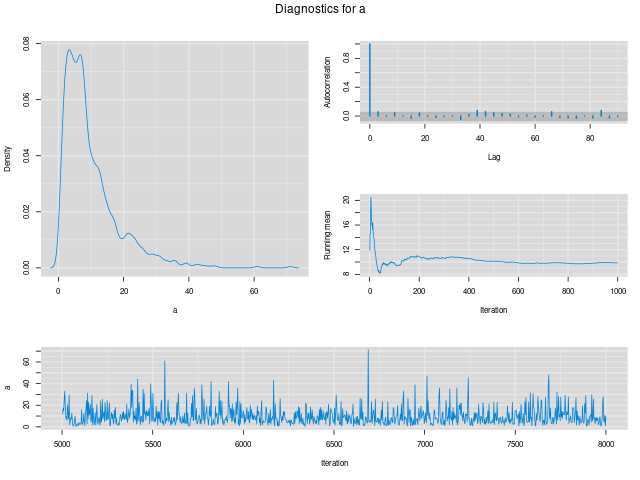 Diagnostics for a
Density
0.00 0.02 0.04 0.06 0.08
0 20 40 60
a
Autocorrelation
0.0 0.4 0.8
0 20 40 60 80
Lag
Running mean
8 12 16 20
0 200 400 600 800 1000
Iteration
a
0 10 20 40 60
5000 5500 6000 6500 7000 7500 8000
Iteration